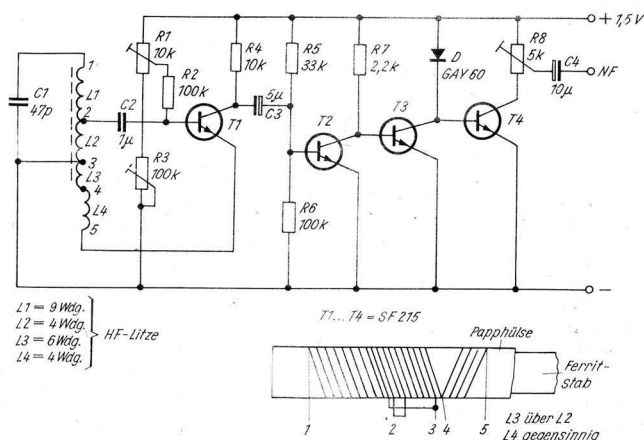 + 1,5V
R1
10k
R2
100k
R4
10k
R5
33k
R7
2,2k
D
GAY 60
R8
5k
C4
10µ
NF
C1
47p
1
L1
2
L2
3
L3
4
L4
5
C2
1µ
T1
5µ
C3
T2
T3
T4
R3
100k
R6
100k
−
L1 = 9 Wdg.
L2 = 4 Wdg.
L3 = 6 Wdg.
L4 = 4 Wdg.
HF-Litze
T1...T4 = SF 215
Papphülse
Ferrit-
stab
1 2 3 4 5
L3 über L2
L4 gegensinnig